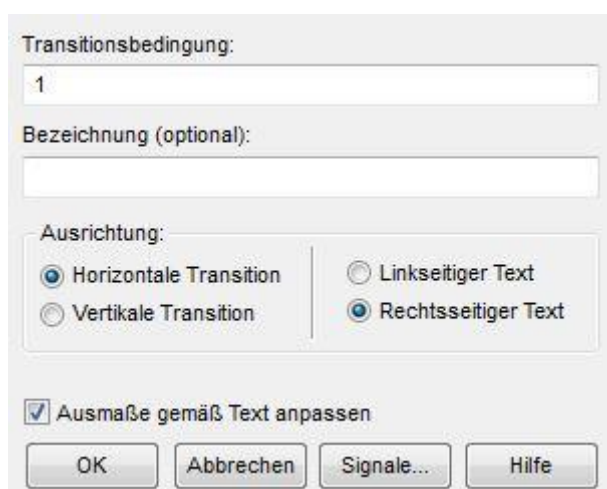 Transitionsbedingung:
1
Bezeichnung (optional):
Ausrichtung:
Horizontale Transition
Linkseitiger Text
Vertikale Transition
Rechtsseitiger Text
Ausmaße gemäß Text anpassen
OK
Abbrechen
Signale...
Hilfe